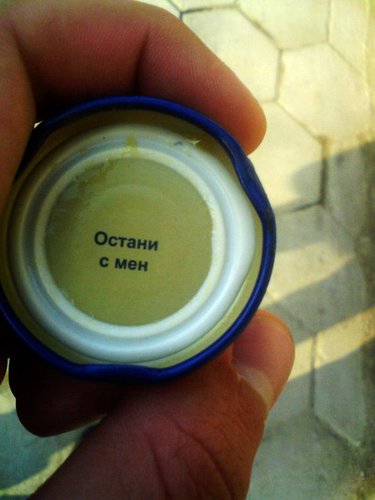 Остани
с мен